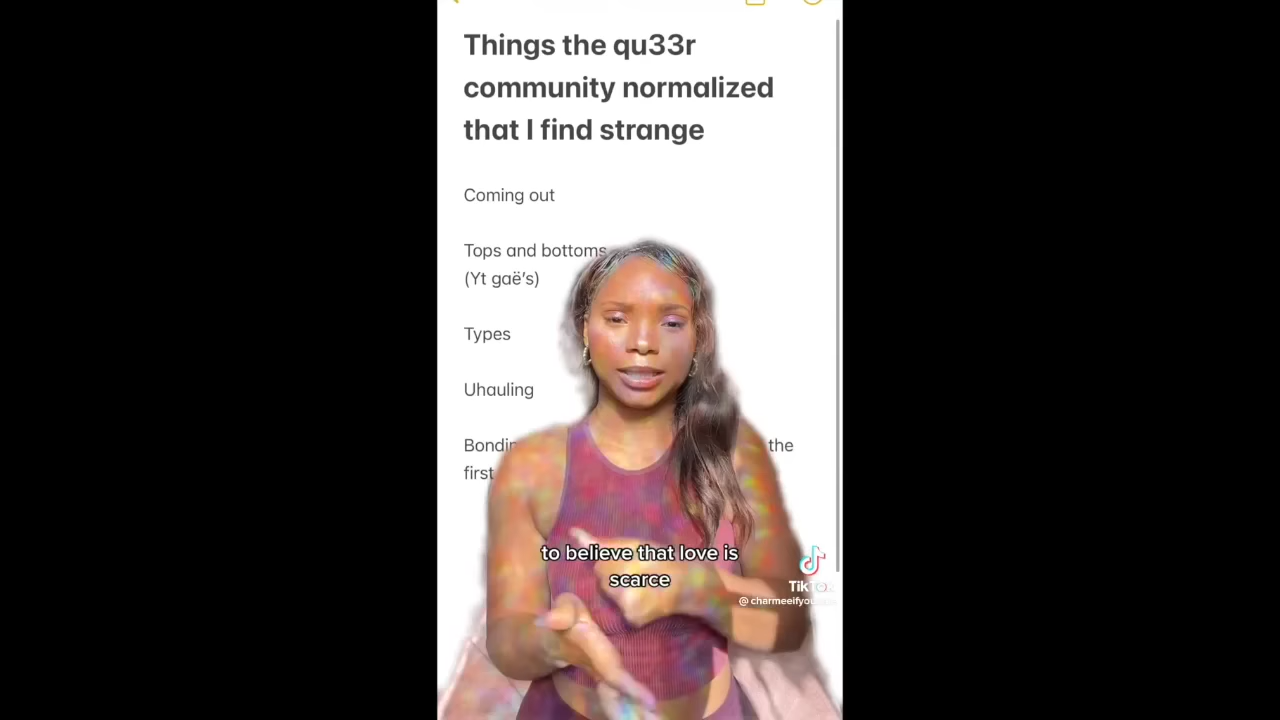 Things the qu33r
community normalized
that I find strange
Coming out
Tops and bottoms
(Yt gaë's)
Types
Uhauling
the
first
to believe that love is
scarce
TikTok